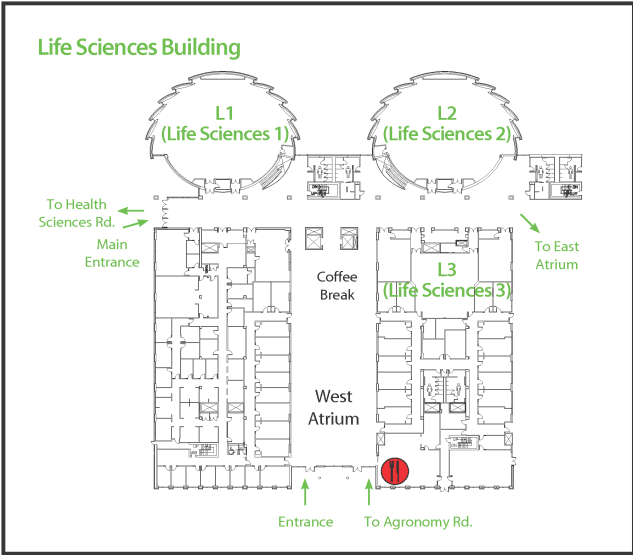 Life Sciences Building
L1
(Life Sciences 1)
L2
(Life Sciences 2)
To Health
Sciences Rd.
Main
Entrance
To East
Atrium
Coffee
Break
L3
(Life Sciences 3)
West
Atrium
Entrance
To Agronomy Rd.